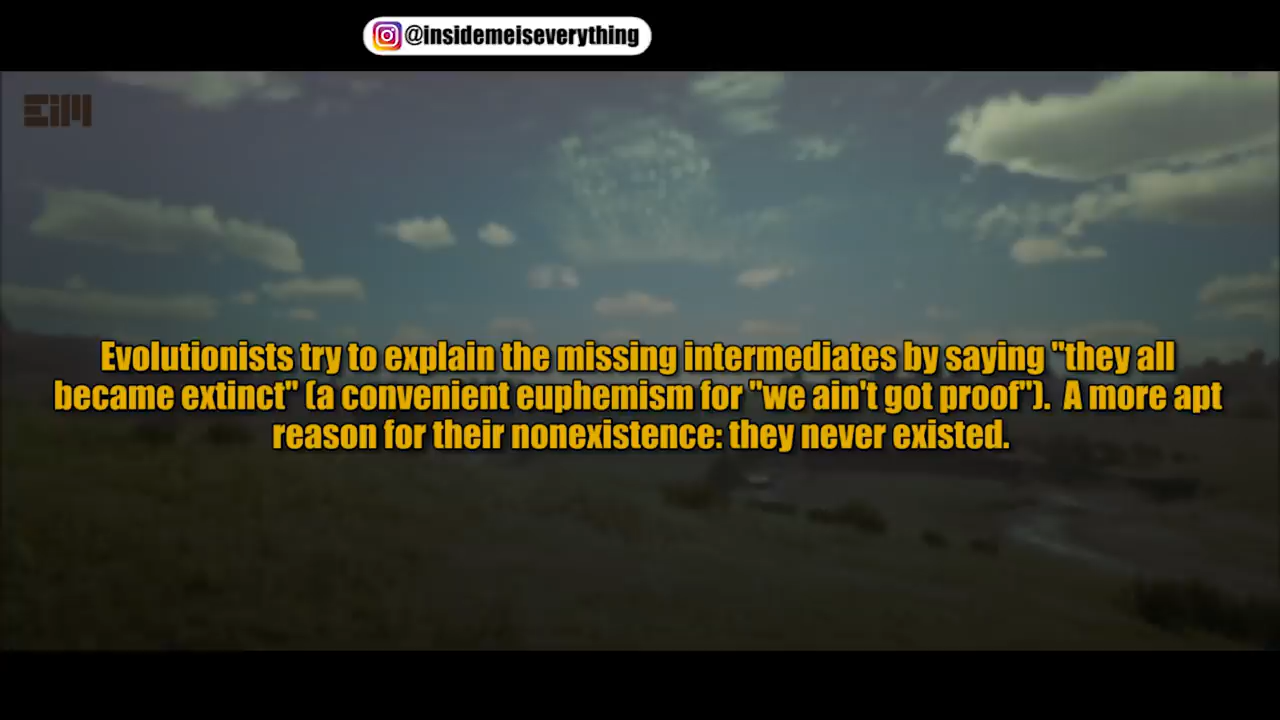 @insidemeiseverything
EiM
Evolutionists try to explain the missing intermediates by saying "they all
became extinct" (a convenient euphemism for "we ain't got proof").  A more apt
reason for their nonexistence: they never existed.